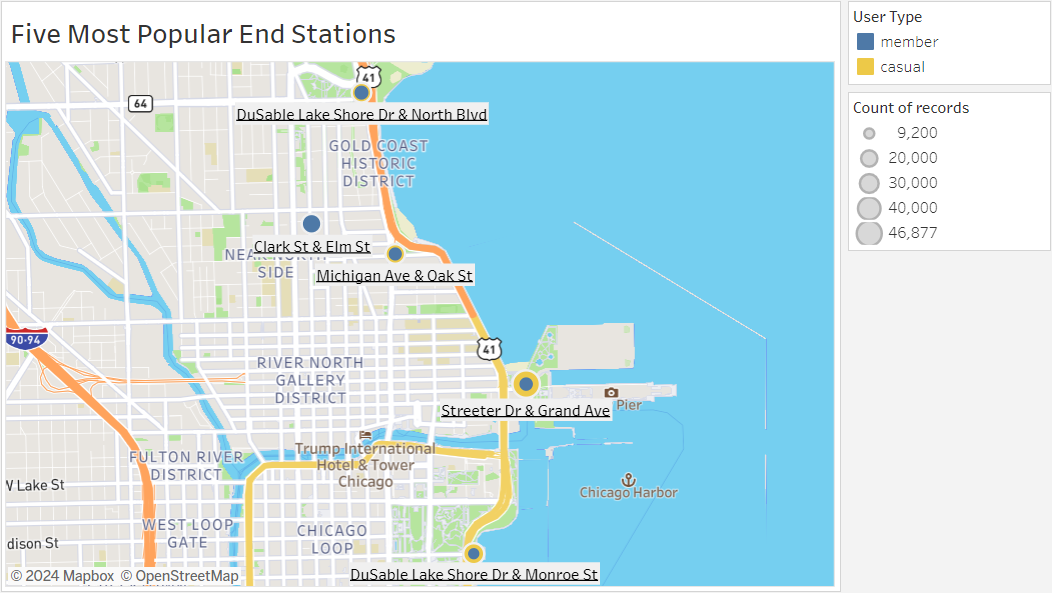 Five Most Popular End Stations
User Type
member
casual
Count of records
9,200
20,000
30,000
40,000
46,877
41
64
DuSable Lake Shore Dr & North Blvd
GOLD COAST
HISTORIC
DISTRICT
Clark St & Elm St
NEAR NORTH
SIDE
Michigan Ave & Oak St
90-94
41
RIVER NORTH
GALLERY
DISTRICT
Streeter Dr & Grand Ave
Pier
Trump International
Hotel & Tower
Chicago
FULTON RIVER
DISTRICT
W Lake St
Chicago Harbor
WEST LOOP
GATE
CHICAGO
LOOP
dison St
DuSable Lake Shore Dr & Monroe St
© 2024 Mapbox © OpenStreetMap